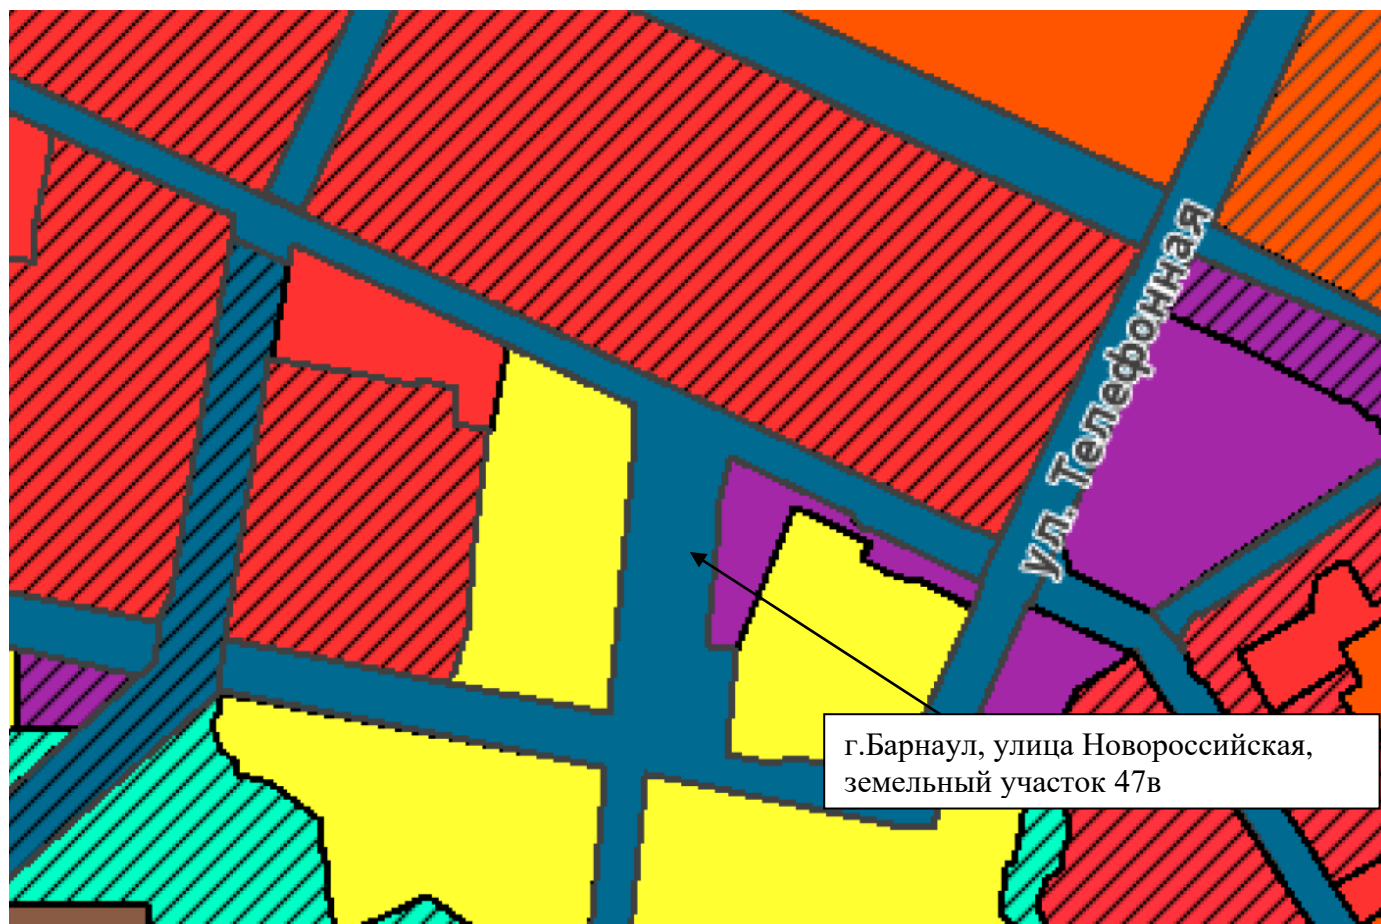 ул. Телефонная
г.Барнаул, улица Новороссийская,
земельный участок 47в